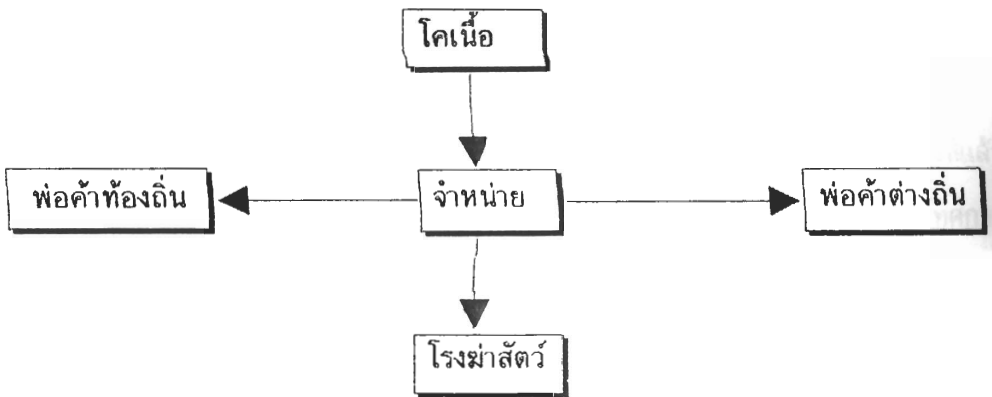 โคเนื้อ
พ่อค้าท้องถิ่น
จำหน่าย
พ่อค้าต่างถิ่น
โรงฆ่าสัตว์